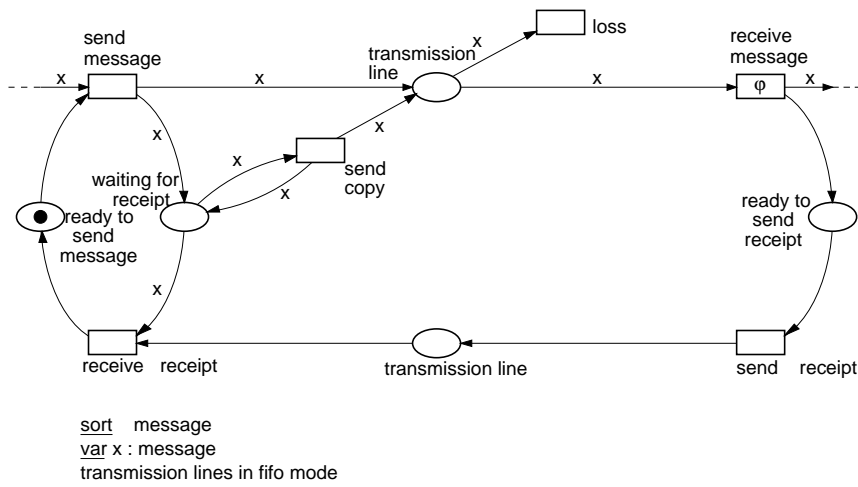 send
message
x
x
transmission
line
x
loss
x
receive
message
φ
x
x
x
send
copy
x
x
waiting for
receipt
ready to
send
message
ready to
send
receipt
x
receive receipt
transmission line
send receipt
sort message
var x : message
transmission lines in fifo mode